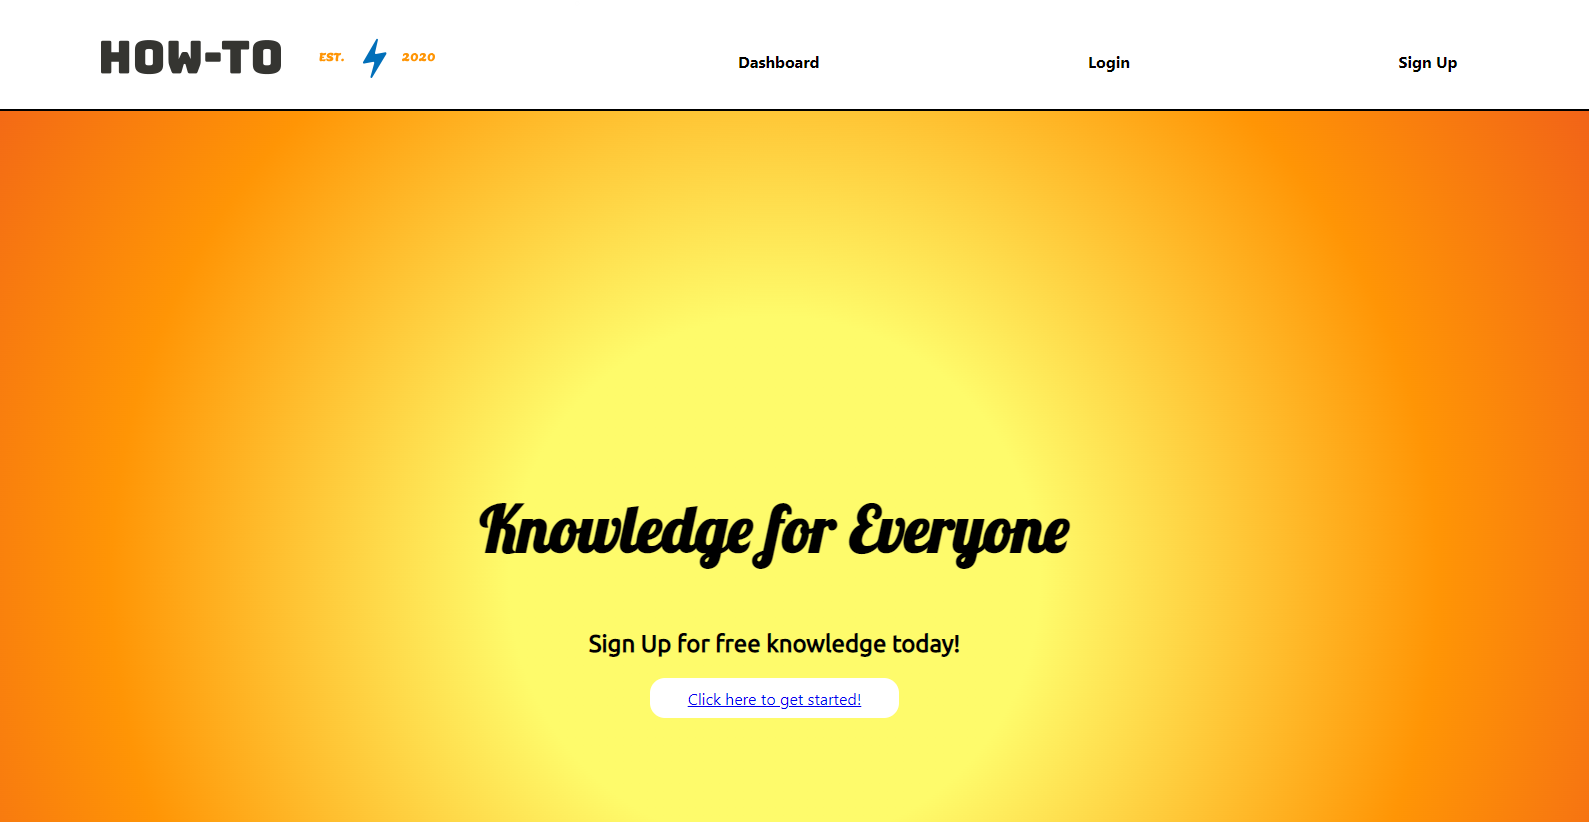 HOW-TO EST. 2020 Dashboard Login Sign Up
Knowledge for Everyone
Sign Up for free knowledge today!
Click here to get started!